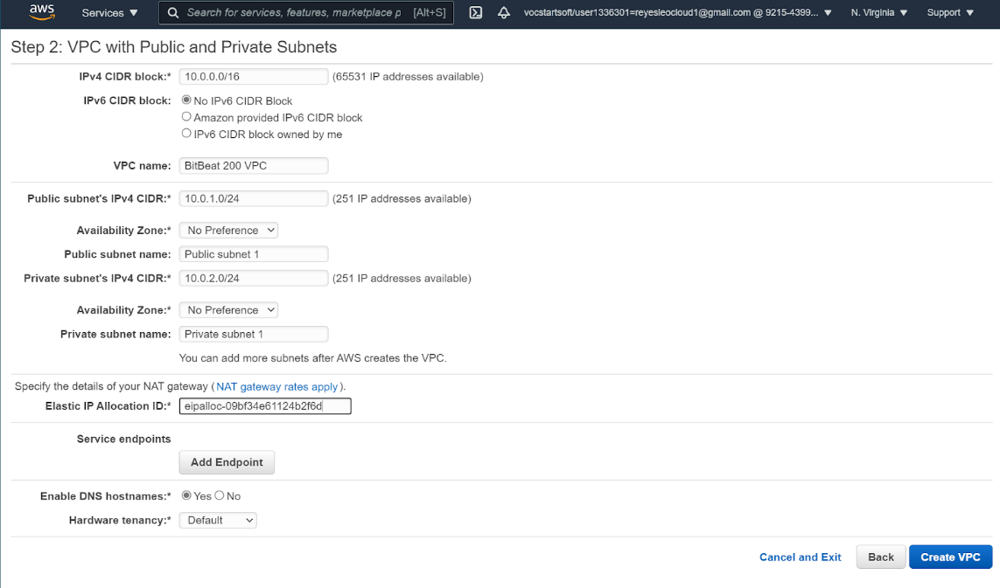 aws Services Search for services, features, marketplace p [Alt+S] vocstartsoft/user1336301=reyesleocloud1@gmail.com @ 9215-4399... N. Virginia Support
Step 2: VPC with Public and Private Subnets
IPv4 CIDR block:* 10.0.0.0/16 (65531 IP addresses available)
IPv6 CIDR block: No IPv6 CIDR Block
Amazon provided IPv6 CIDR block
IPv6 CIDR block owned by me
VPC name: BitBeat 200 VPC
Public subnet's IPv4 CIDR:* 10.0.1.0/24 (251 IP addresses available)
Availability Zone:* No Preference
Public subnet name: Public subnet 1
Private subnet's IPv4 CIDR:* 10.0.2.0/24 (251 IP addresses available)
Availability Zone:* No Preference
Private subnet name: Private subnet 1
You can add more subnets after AWS creates the VPC.
Specify the details of your NAT gateway (NAT gateway rates apply).
Elastic IP Allocation ID:* eipalloc-09bf34e61124b2f6d
Service endpoints
Add Endpoint
Enable DNS hostnames:* Yes No
Hardware tenancy:* Default
Cancel and Exit Back Create VPC